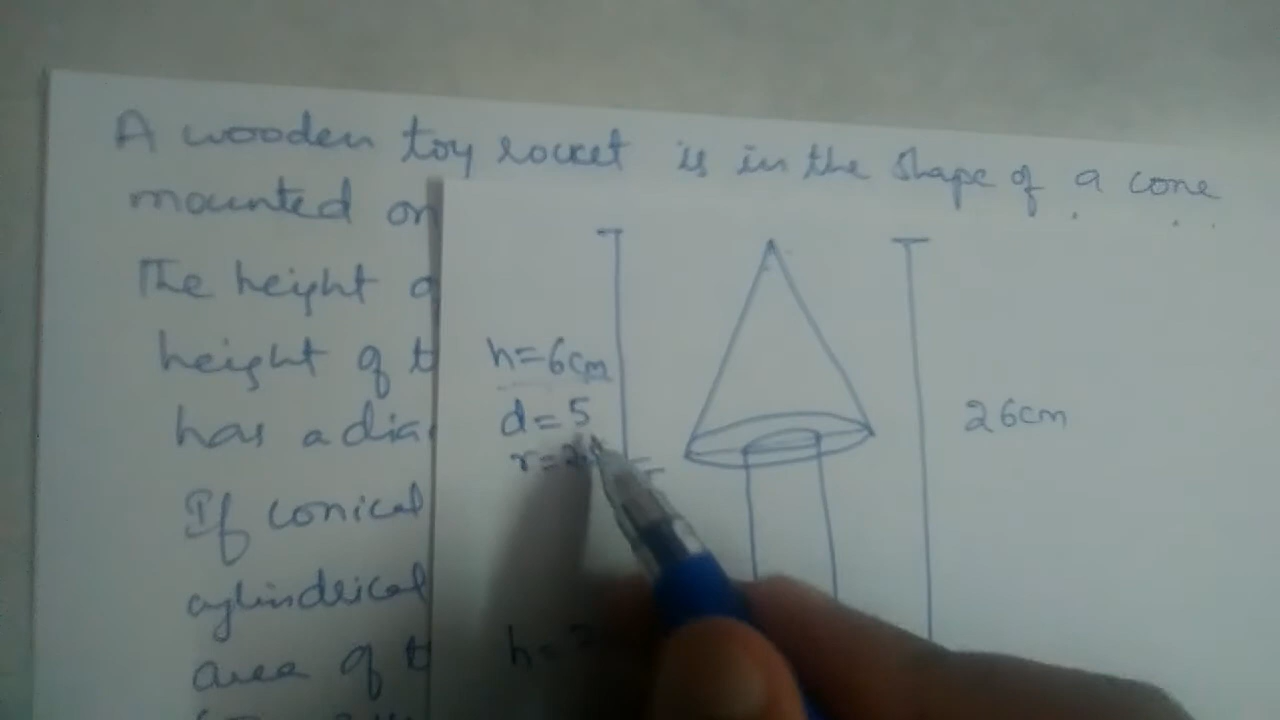 A wooden toy rocket is in the shape of a cone
mounted on
The height
height of
has a dia
If conical
cylindrical
area of
h=6cm
d=5
r=2
26cm
h=